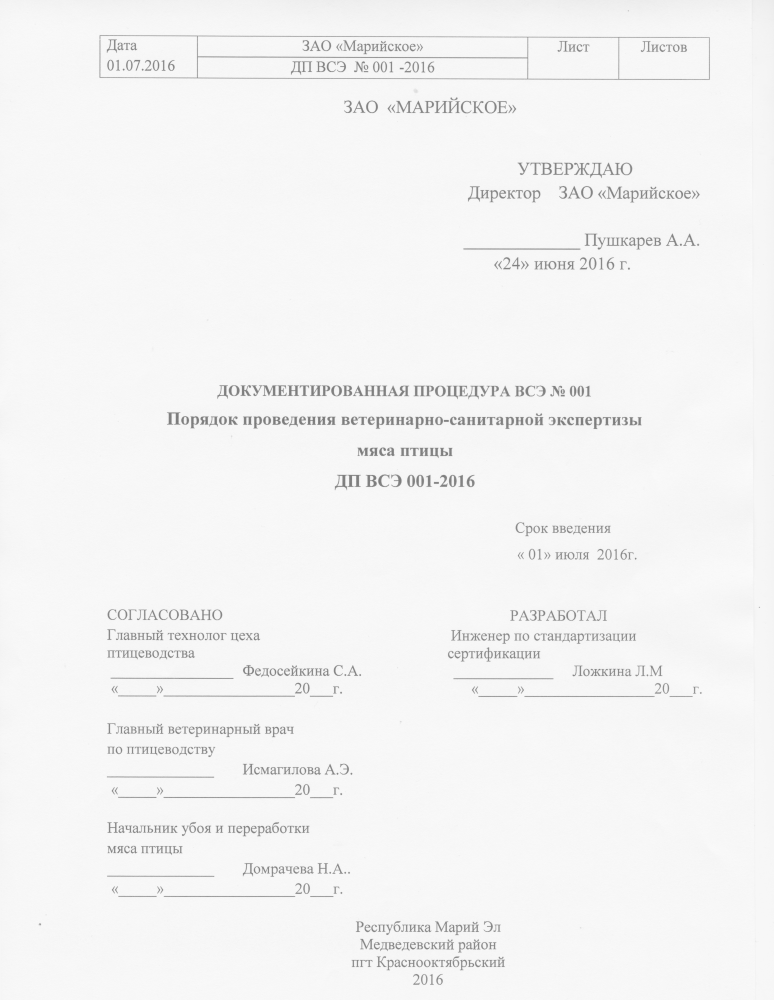 Дата ЗАО «Марийское» Лист Листов
01.07.2016 ДП ВСЭ № 001 -2016
ЗАО «МАРИЙСКОЕ»
УТВЕРЖДАЮ
Директор ЗАО «Марийское»
_____________ Пушкарев А.А.
«24» июня 2016 г.
ДОКУМЕНТИРОВАННАЯ ПРОЦЕДУРА ВСЭ № 001
Порядок проведения ветеринарно-санитарной экспертизы
мяса птицы
ДП ВСЭ 001-2016
Срок введения
« 01» июля 2016г.
СОГЛАСОВАНО
Главный технолог цеха
птицеводства
________________ Федосейкина С.А.
«_____»_________________20___г.
РАЗРАБОТАЛ
Инженер по стандартизации
сертификации
_____________ Ложкина Л.М
«_____»_________________20___г.
Главный ветеринарный врач
по птицеводству
______________ Исмагилова А.Э.
«_____»_________________20___г.
Начальник убоя и переработки
мяса птицы
______________ Домрачева Н.А..
«_____»_________________20___г.
Республика Марий Эл
Медведевский район
пгт Краснооктябрьский
2016